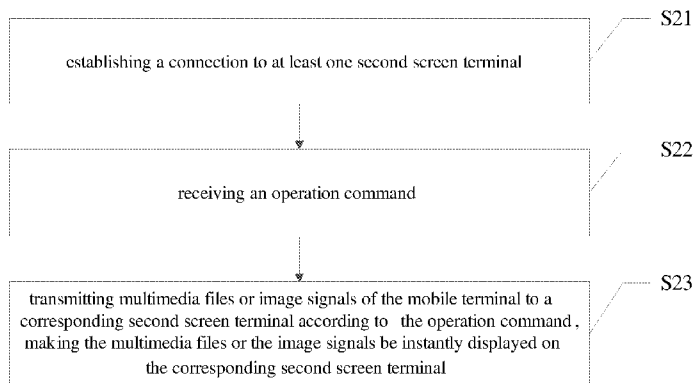 S21
establishing a connection to at least one second screen terminal
S22
receiving an operation command
S23
transmitting multimedia files or image signals of the mobile terminal to a
corresponding second screen terminal according to the operation command,
making the multimedia files or the image signals be instantly displayed on
the corresponding second screen terminal